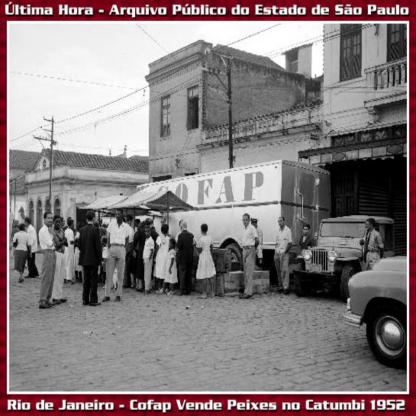 Última Hora - Arquivo Público do Estado de São Paulo
COFAP
Rio de Janeiro - Cofap Vende Peixes no Catumbi 1952